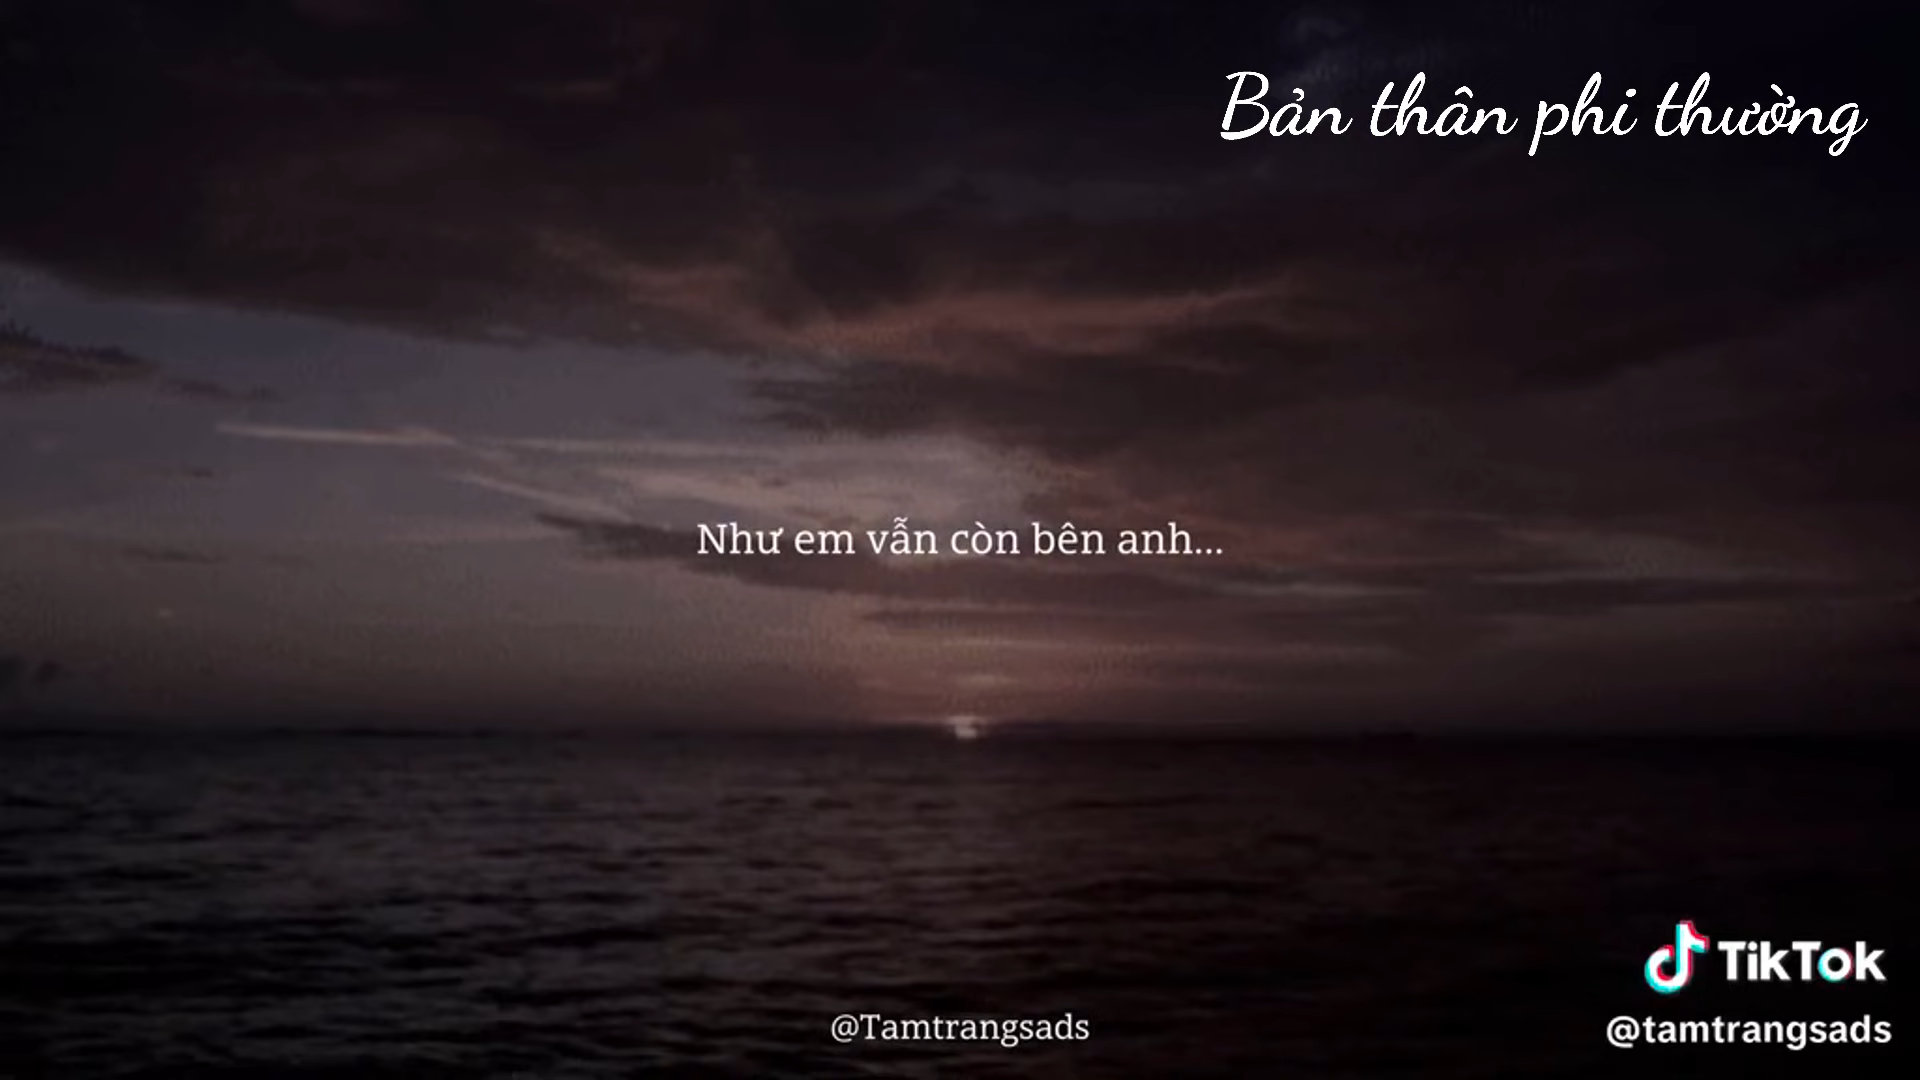 Bản thân phi thường
Như em vẫn còn bên anh...
TikTok
@Tamtrangsads
@tamtrangsads